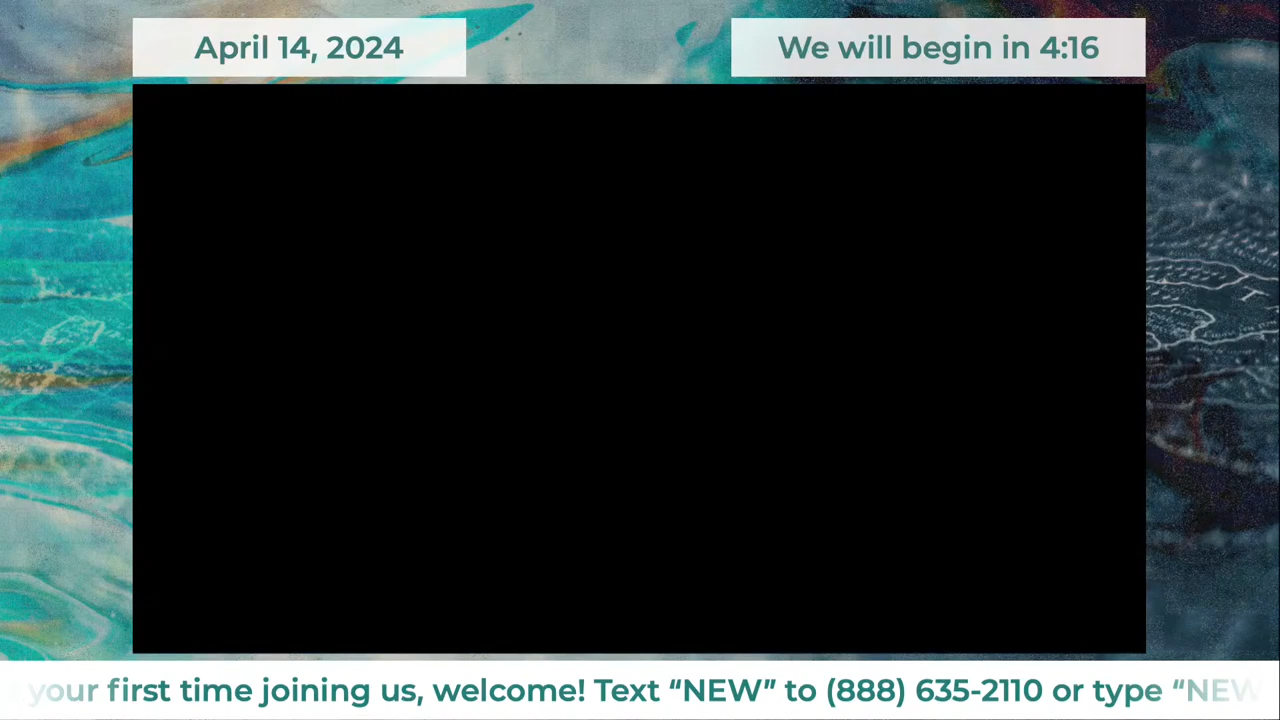 April 14, 2024
We will begin in 4:16
your first time joining us, welcome! Text “NEW” to (888) 635-2110 or type “NEW